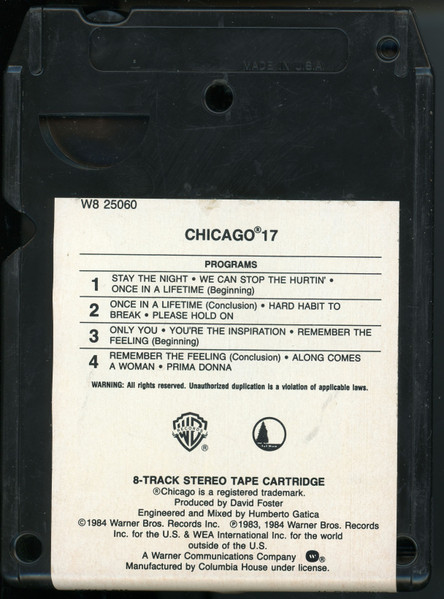 MADE IN U.S.A.
W8 25060
CHICAGO®17
PROGRAMS
1 STAY THE NIGHT • WE CAN STOP THE HURTIN' •
ONCE IN A LIFETIME (Beginning)
2 ONCE IN A LIFETIME (Conclusion) • HARD HABIT TO
BREAK • PLEASE HOLD ON
3 ONLY YOU • YOU'RE THE INSPIRATION • REMEMBER THE
FEELING (Beginning)
4 REMEMBER THE FEELING (Conclusion) • ALONG COMES
A WOMAN • PRIMA DONNA
WARNING: All rights reserved. Unauthorized duplication is a violation of applicable laws.
RECORDS ®
8-TRACK STEREO TAPE CARTRIDGE
®Chicago is a registered trademark.
Produced by David Foster
Engineered and Mixed by Humberto Gatica
©1984 Warner Bros. Records Inc. ℗1983, 1984 Warner Bros. Records
Inc. for the U.S. & WEA International Inc. for the world
outside of the U.S.
A Warner Communications Company ®
Manufactured by Columbia House under license.